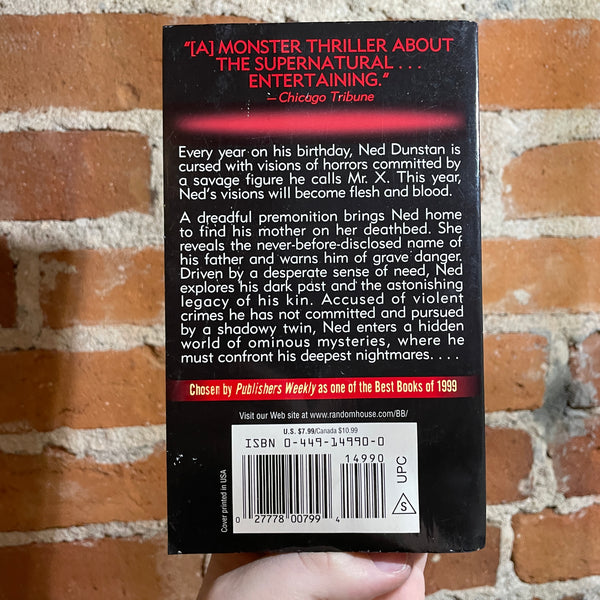 “[A] MONSTER THRILLER ABOUT
THE SUPERNATURAL . . .
ENTERTAINING.”
—Chicago Tribune
Every year on his birthday, Ned Dunstan is
cursed with visions of horrors committed by
a savage figure he calls Mr. X. This year,
Ned’s visions will become flesh and blood.
A dreadful premonition brings Ned home
to find his mother on her deathbed. She
reveals the never-before-disclosed name of
his father and warns him of grave danger.
Driven by a desperate sense of need, Ned
explores his dark past and the astonishing
legacy of his kin. Accused of violent
crimes he has not committed and pursued
by a shadowy twin, Ned enters a hidden
world of ominous mysteries, where he
must confront his deepest nightmares. . . .
Chosen by Publishers Weekly as one of the Best Books of 1999
Visit our Web site at www.randomhouse.com/BB/
U.S. $7.99/Canada $10.99
ISBN 0-449-14990-0
14990
0 27778 00799 4
UPC
S
Cover printed in USA